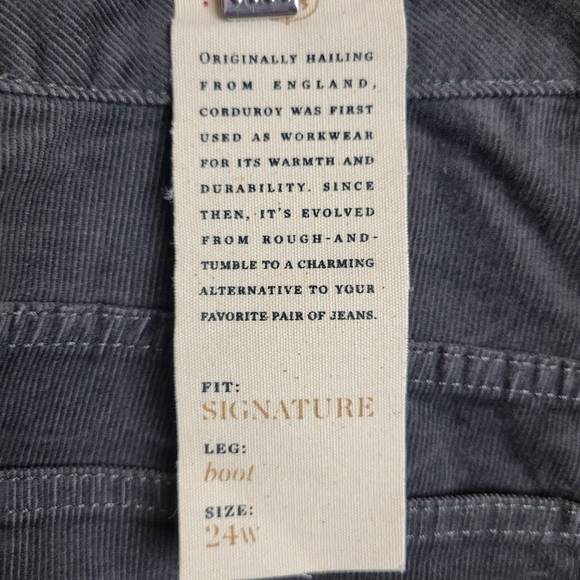 ORIGINALLY HAILING
FROM ENGLAND,
CORDUROY WAS FIRST
USED AS WORKWEAR
FOR ITS WARMTH AND
DURABILITY. SINCE
THEN, IT'S EVOLVED
FROM ROUGH-AND-
TUMBLE TO A CHARMING
ALTERNATIVE TO YOUR
FAVORITE PAIR OF JEANS.
FIT:
SIGNATURE
LEG:
boot
SIZE:
24W